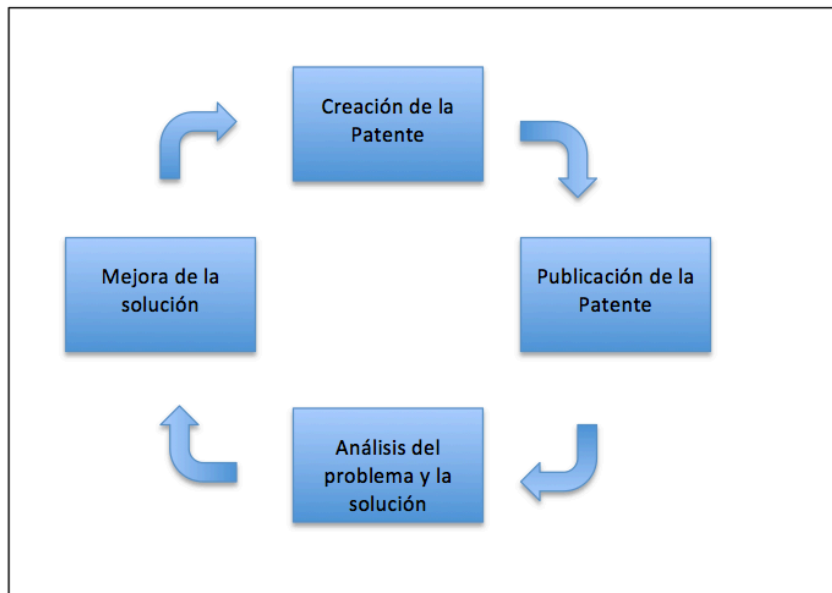 Creación de la
Patente
Mejora de la
solución
Publicación de la
Patente
Análisis del
problema y la
solución